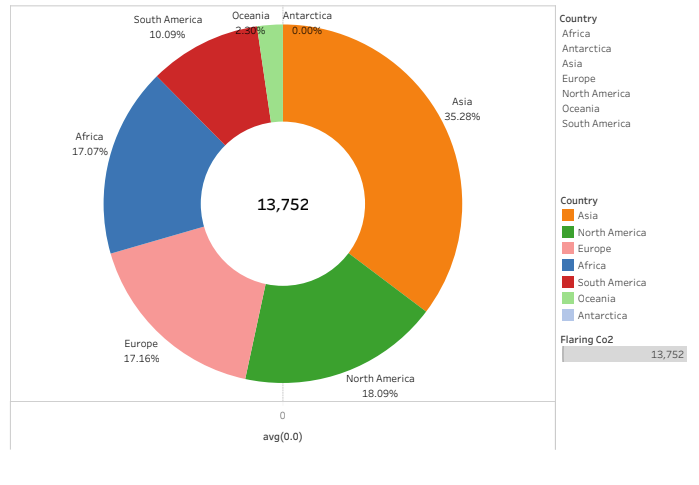 South America
10.09%
Oceania
2.30%
Antarctica
0.00%
Asia
35.28%
Africa
17.07%
13,752
Europe
17.16%
North America
18.09%
0
avg(0.0)
Country
Africa
Antarctica
Asia
Europe
North America
Oceania
South America
Country
Asia
North America
Europe
Africa
South America
Oceania
Antarctica
Flaring Co2
13,752